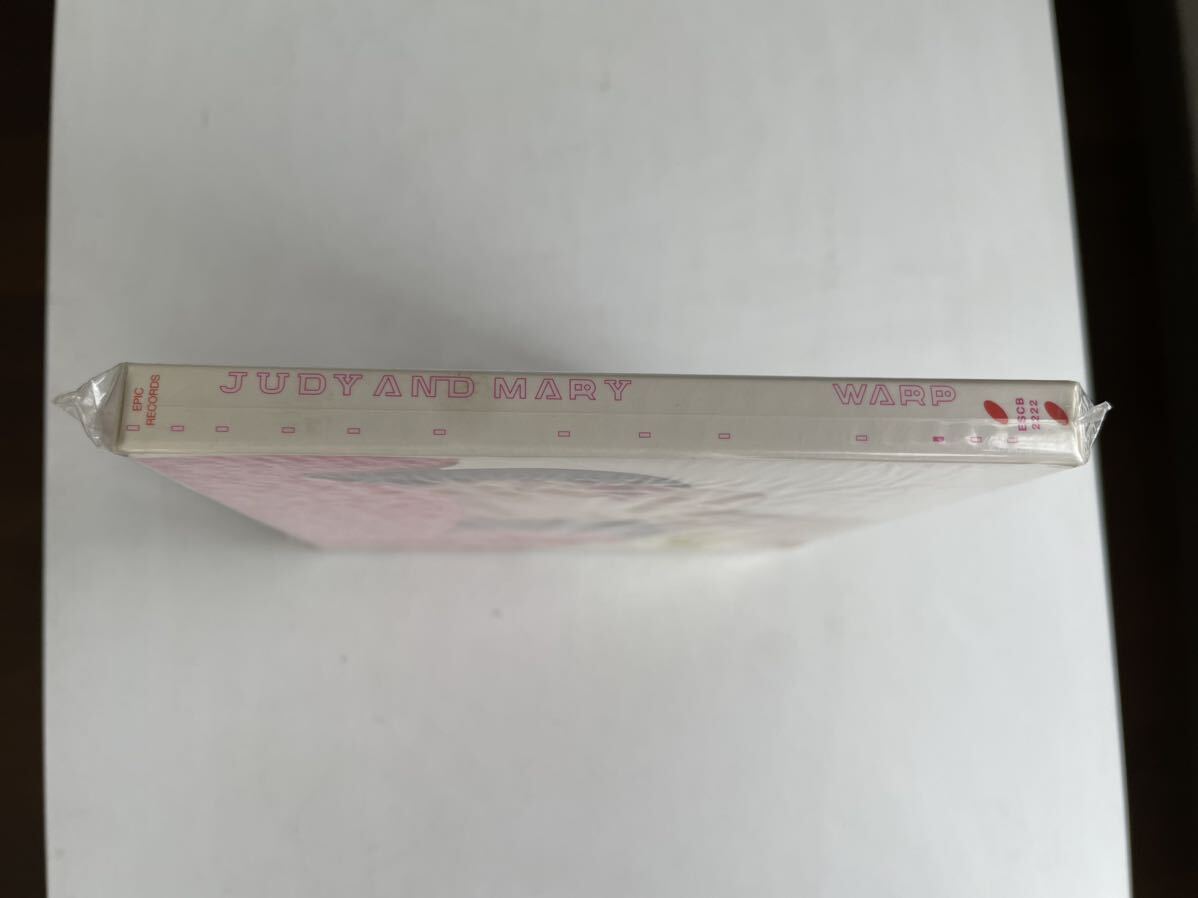 EPIC
RECORDS
JUDY AND MARY
WARP
ESCB
2222